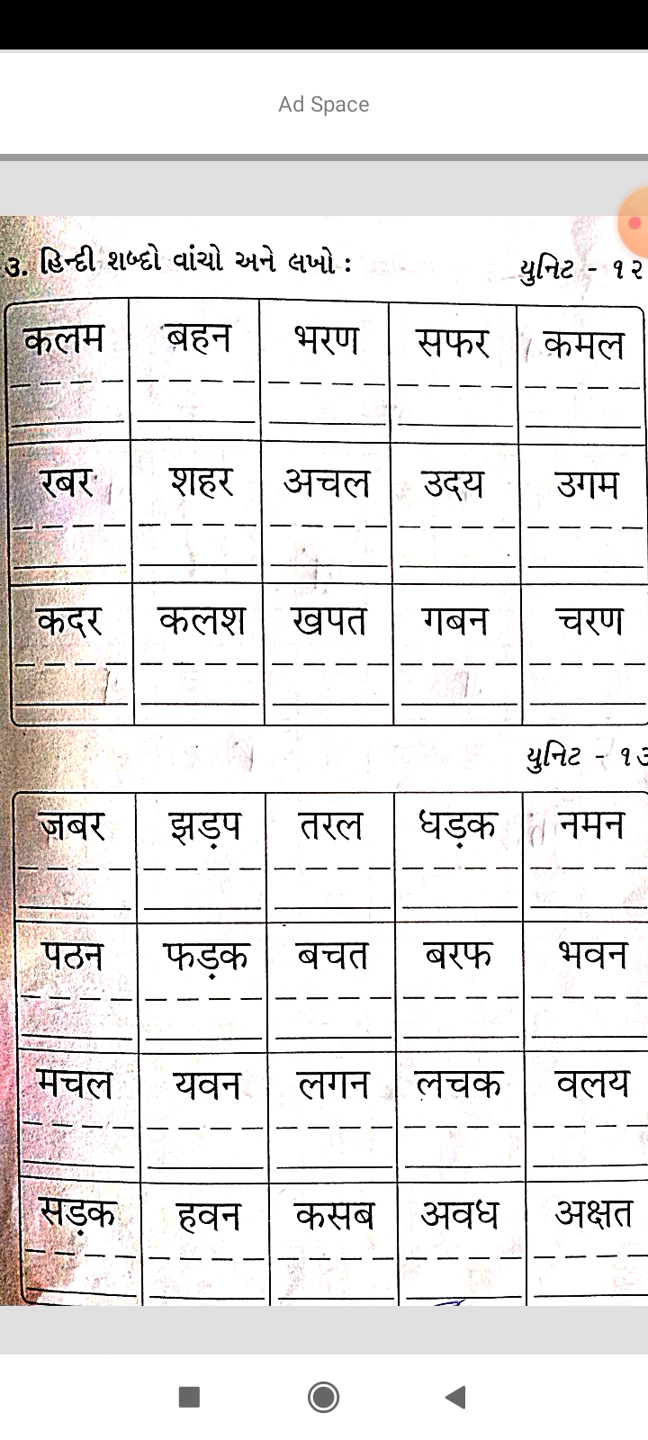 Ad Space
૩. હિન્દી શબ્દો વાંચો અને લખો :
યુનિટ - ૧૨
कलम बहन भरण सफर कमल
रबर शहर अचल उदय उगम
कदर कलश खपत गबन चरण
યુનિટ - ૧૩
ज़बर झड़प तरल धड़क नमन
पठन फड़क बचत बरफ भवन
मचल यवन लगन लचक वलय
सड़क हवन कसब अवध अक्षत